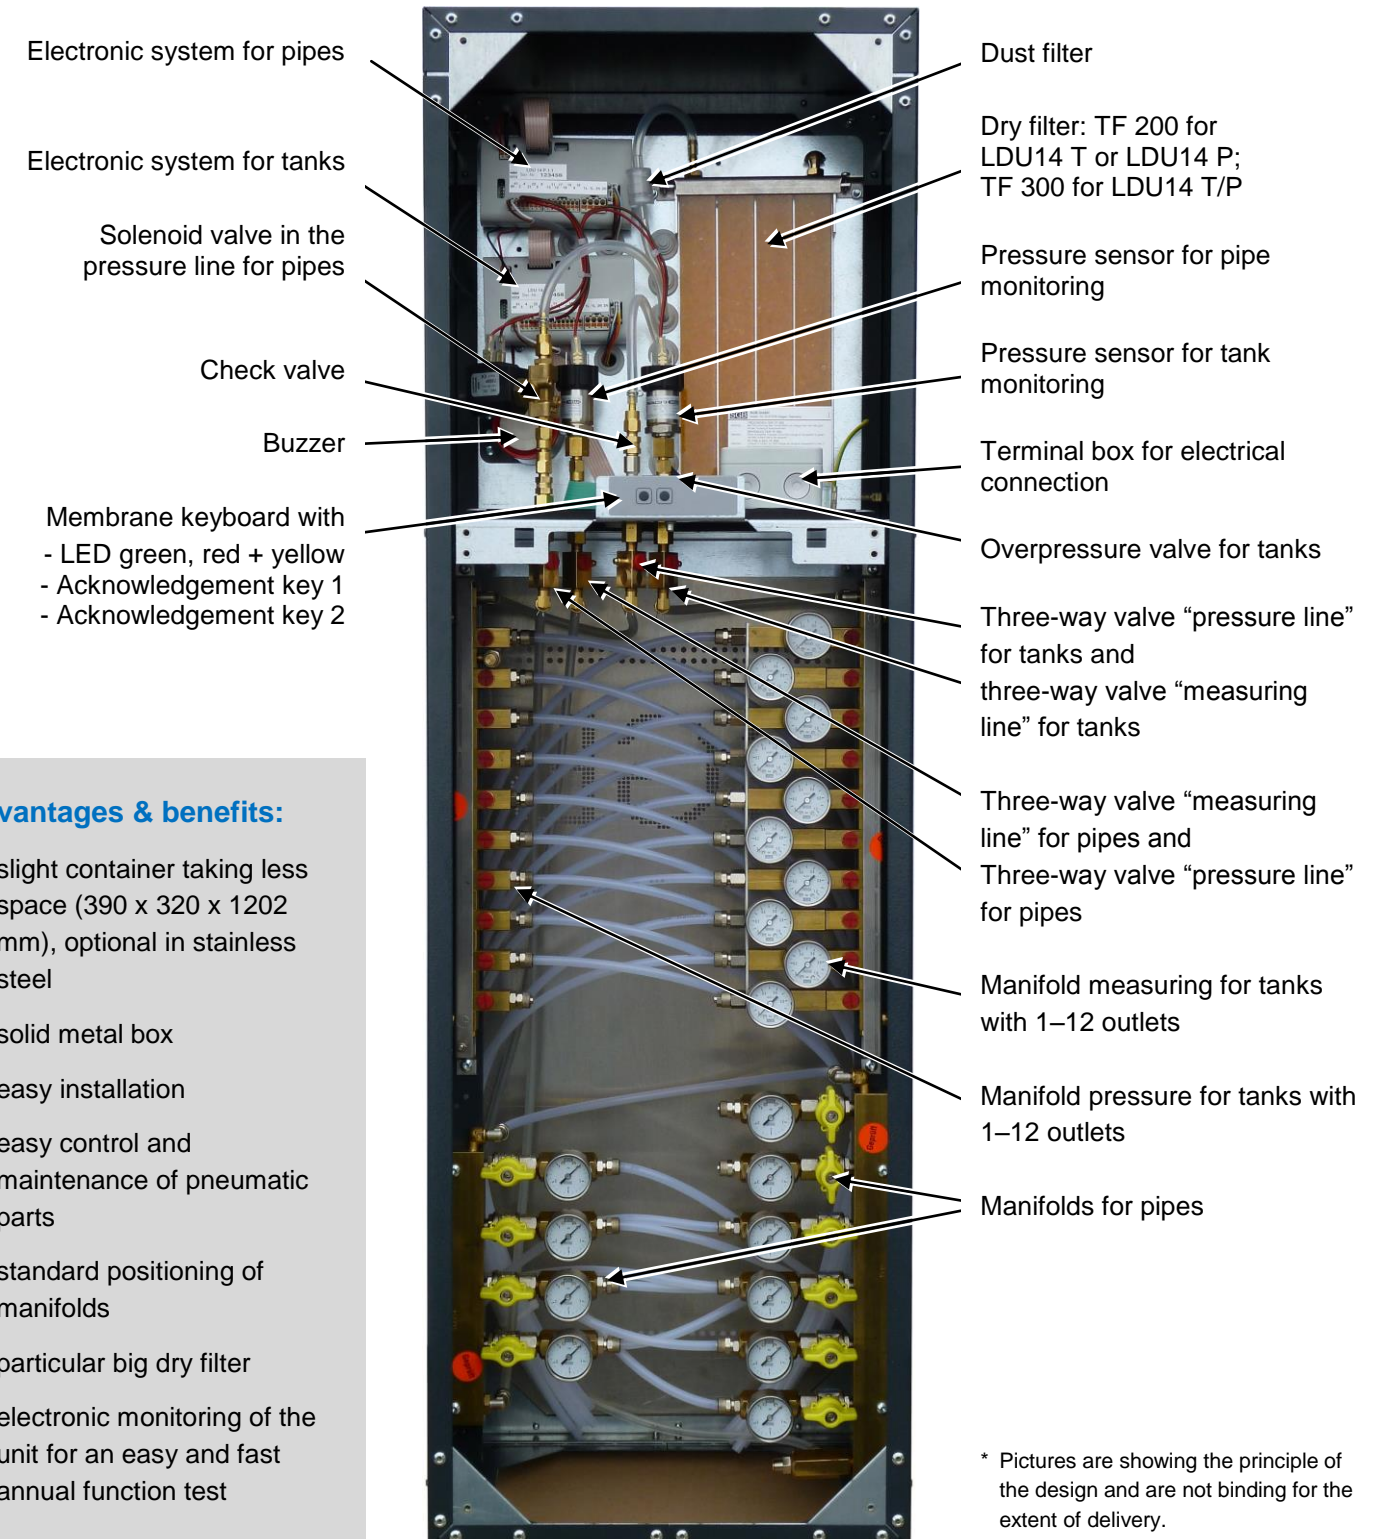 Electronic system for pipes
Electronic system for tanks
Solenoid valve in the
pressure line for pipes
Check valve
Buzzer
Membrane keyboard with
- LED green, red + yellow
- Acknowledgement key 1
- Acknowledgement key 2
vantages & benefits:
slight container taking less
space (390 x 320 x 1202
mm), optional in stainless
steel
solid metal box
easy installation
easy control and
maintenance of pneumatic
parts
standard positioning of
manifolds
particular big dry filter
electronic monitoring of the
unit for an easy and fast
annual function test
Dust filter
Dry filter: TF 200 for
LDU14 T or LDU14 P;
TF 300 for LDU14 T/P
Pressure sensor for pipe
monitoring
Pressure sensor for tank
monitoring
Terminal box for electrical
connection
Overpressure valve for tanks
Three-way valve “pressure line”
for tanks and
three-way valve “measuring
line” for tanks
Three-way valve “measuring
line” for pipes and
Three-way valve “pressure line”
for pipes
Manifold measuring for tanks
with 1–12 outlets
Manifold pressure for tanks with
1–12 outlets
Manifolds for pipes
* Pictures are showing the principle of
the design and are not binding for the
extent of delivery.
123456
SGB
Geprüft
Geprüft